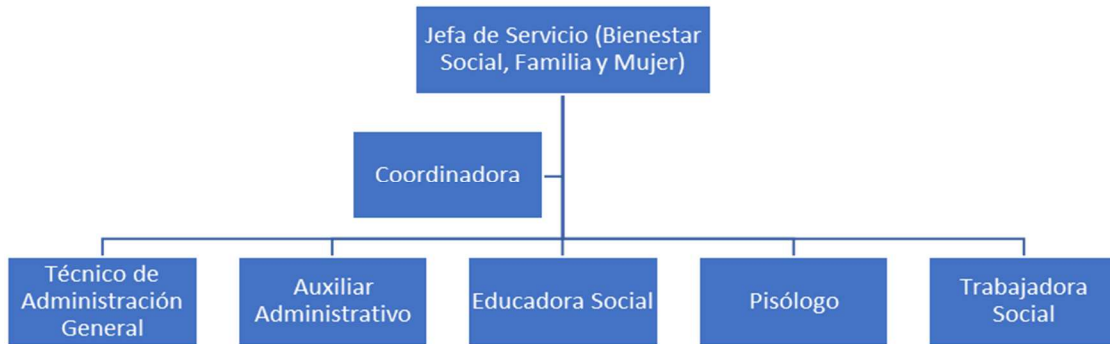 Jefa de Servicio (Bienestar
Social, Familia y Mujer)
Coordinadora
Técnico de
Administración
General
Auxiliar
Administrativo
Educadora Social
Pisólogo
Trabajadora
Social